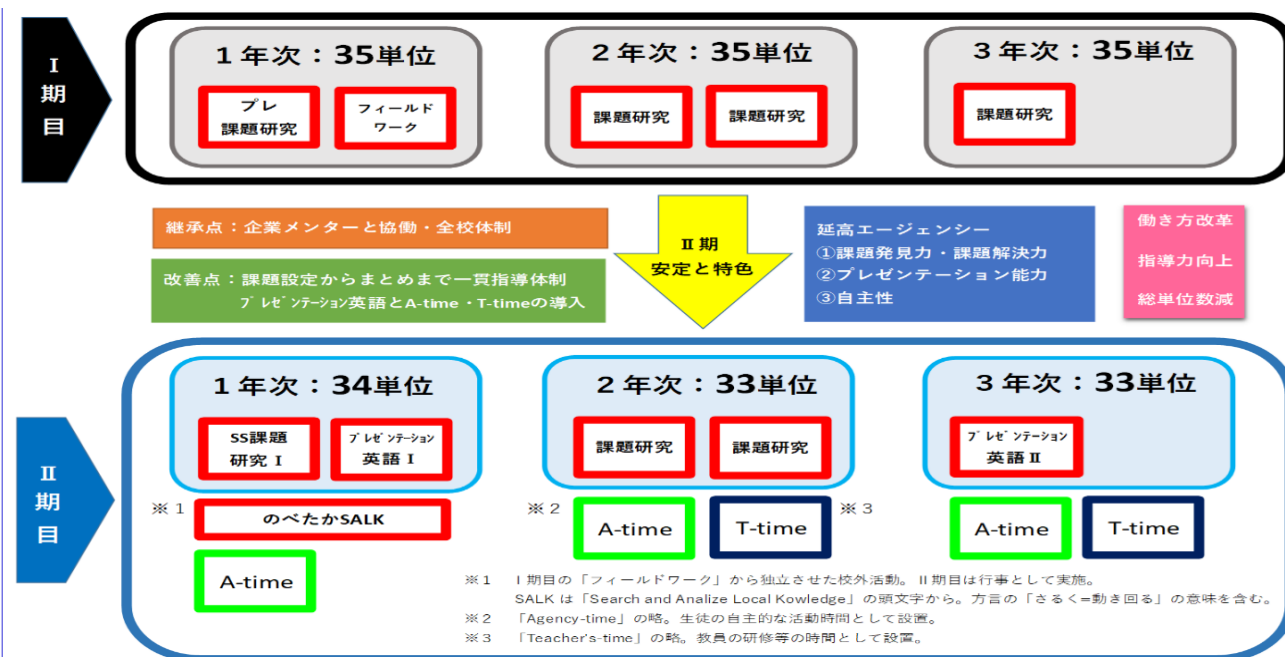 Ⅰ
期
目
1年次：35単位
プレ
課題研究
フィールド
ワーク
2年次：35単位
課題研究
課題研究
3年次：35単位
課題研究
継承点：企業メンターと協働・全校体制
改善点：課題設定からまとめまで一貫指導体制
ﾌﾟﾚｾﾞﾝﾃｰｼｮﾝ英語とA-time・T-timeの導入
Ⅱ期
安定と特色
延高エージェンシー
①課題発見力・課題解決力
②プレゼンテーション能力
③自主性
働き方改革
指導力向上
総単位数減
Ⅱ
期
目
1年次：34単位
SS課題
研究Ⅰ
ﾌﾟﾚｾﾞﾝﾃｰｼｮﾝ
英語Ⅰ
※1
のべたかSALK
A-time
2年次：33単位
課題研究
課題研究
※2
A-time
T-time
※3
3年次：33単位
ﾌﾟﾚｾﾞﾝﾃｰｼｮﾝ
英語Ⅱ
A-time
T-time
※1 Ⅰ期目の「フィールドワーク」から独立させた校外活動。Ⅱ期目は行事として実施。
SALK は「Search and Analize Local Kowledge」の頭文字から。方言の「さるく=動き回る」の意味を含む。
※2 「Agency-time」の略。生徒の自主的な活動時間として設置。
※3 「Teacher's-time」の略。教員の研修等の時間として設置。